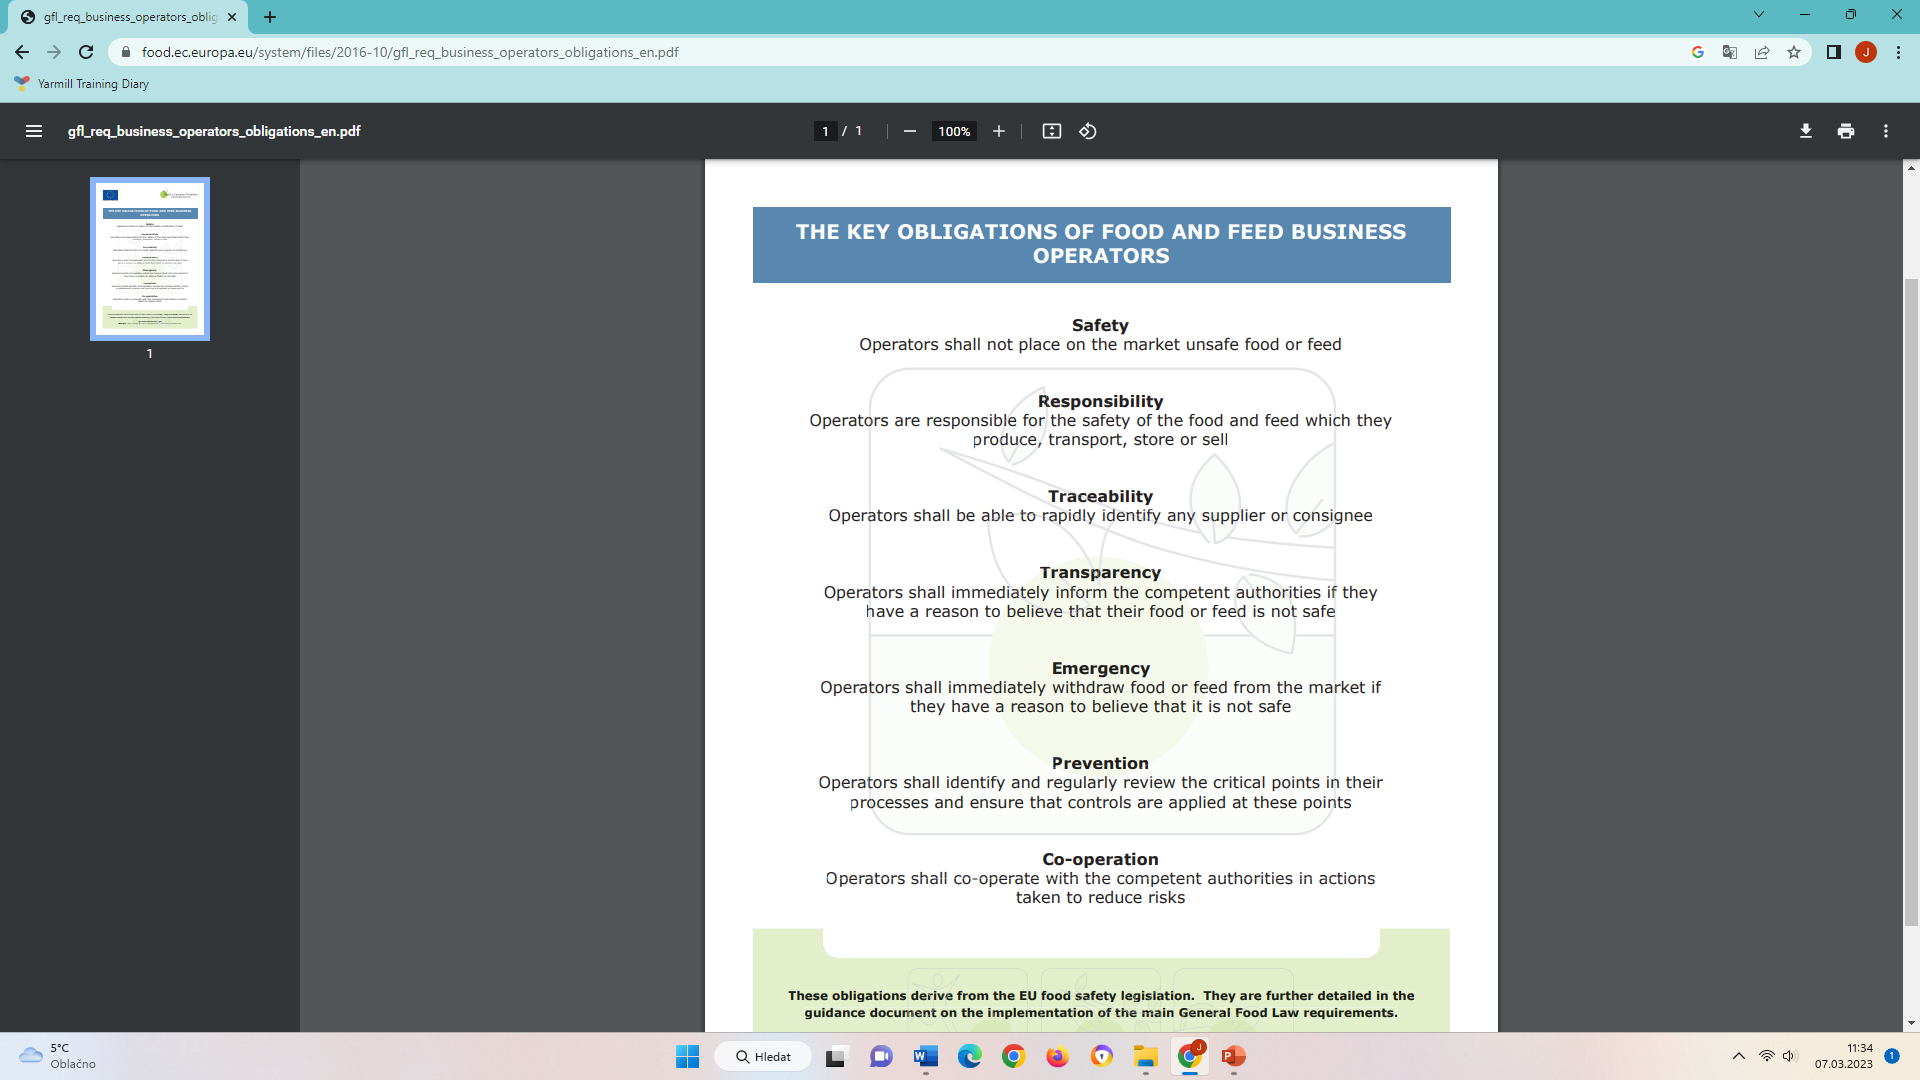 gfl_req_business_operators_oblig
food.ec.europa.eu/system/files/2016-10/gfl_req_business_operators_obligations_en.pdf
J
Yarmill Training Diary
gfl_req_business_operators_obligations_en.pdf
1 / 1
100%
1
THE KEY OBLIGATIONS OF FOOD AND FEED BUSINESS
OPERATORS
Safety
Operators shall not place on the market unsafe food or feed
Responsibility
Operators are responsible for the safety of the food and feed which they
produce, transport, store or sell
Traceability
Operators shall be able to rapidly identify any supplier or consignee
Transparency
Operators shall immediately inform the competent authorities if they
have a reason to believe that their food or feed is not safe
Emergency
Operators shall immediately withdraw food or feed from the market if
they have a reason to believe that it is not safe
Prevention
Operators shall identify and regularly review the critical points in their
processes and ensure that controls are applied at these points
Co-operation
Operators shall co-operate with the competent authorities in actions
taken to reduce risks
These obligations derive from the EU food safety legislation. They are further detailed in the
guidance document on the implementation of the main General Food Law requirements.
5°C
Oblačno
Hledat
11:34
07.03.2023
1